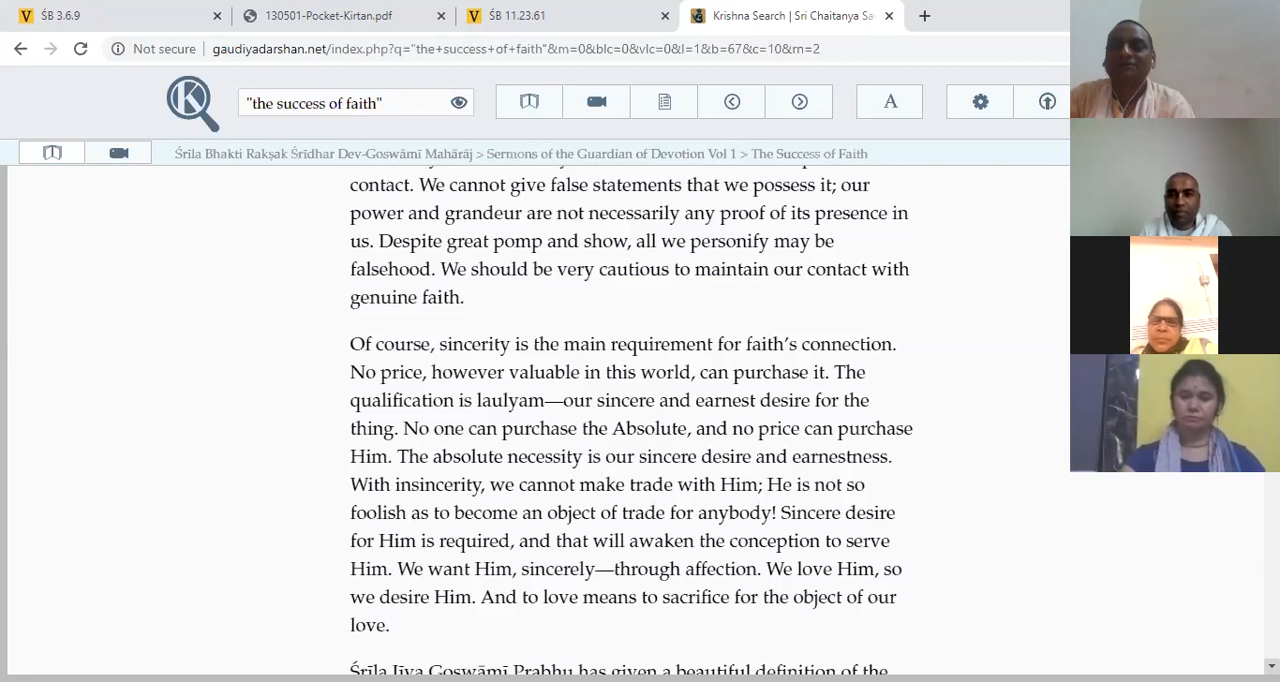 ŚB 3.6.9
130501-Pocket-Kirtan.pdf
ŚB 11.23.61
Krishna Search | Sri Chaitanya Sa
Not secure
gaudiyadarshan.net/index.php?q="the+success+of+faith"&m=0&blc=0&vlc=0&l=1&b=67&c=10&rn=2
"the success of faith"
A
Śrīla Bhakti Rakṣak Śrīdhar Dev-Goswāmī Mahārāj > Sermons of the Guardian of Devotion Vol 1 > The Success of Faith
contact. We cannot give false statements that we possess it; our
power and grandeur are not necessarily any proof of its presence in
us. Despite great pomp and show, all we personify may be
falsehood. We should be very cautious to maintain our contact with
genuine faith.
Of course, sincerity is the main requirement for faith's connection.
No price, however valuable in this world, can purchase it. The
qualification is laulyam—our sincere and earnest desire for the
thing. No one can purchase the Absolute, and no price can purchase
Him. The absolute necessity is our sincere desire and earnestness.
With insincerity, we cannot make trade with Him; He is not so
foolish as to become an object of trade for anybody! Sincere desire
for Him is required, and that will awaken the conception to serve
Him. We want Him, sincerely—through affection. We love Him, so
we desire Him. And to love means to sacrifice for the object of our
love.
Śrīla Jīva Goswāmī Prabhu has given a beautiful definition of the